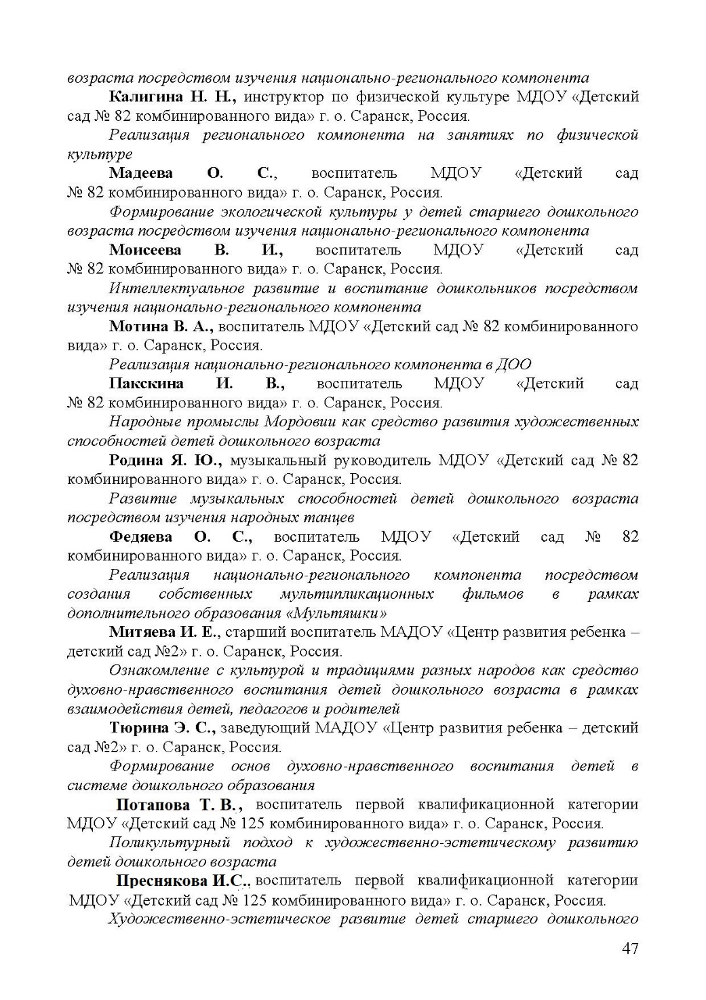 возраста посредством изучения национально-регионального компонента
Калигина Н. Н., инструктор по физической культуре МДОУ «Детский
сад № 82 комбинированного вида» г. о. Саранск, Россия.
Реализация регионального компонента на занятиях по физической
культуре
Мадеева О. С., воспитатель МДОУ «Детский сад
№ 82 комбинированного вида» г. о. Саранск, Россия.
Формирование экологической культуры у детей старшего дошкольного
возраста посредством изучения национально-регионального компонента
Моисеева В. И., воспитатель МДОУ «Детский сад
№ 82 комбинированного вида» г. о. Саранск, Россия.
Интеллектуальное развитие и воспитание дошкольников посредством
изучения национально-регионального компонента
Мотина В. А., воспитатель МДОУ «Детский сад № 82 комбинированного
вида» г. о. Саранск, Россия.
Реализация национально-регионального компонента в ДОО
Пакскина И. В., воспитатель МДОУ «Детский сад
№ 82 комбинированного вида» г. о. Саранск, Россия.
Народные промыслы Мордовии как средство развития художественных
способностей детей дошкольного возраста
Родина Я. Ю., музыкальный руководитель МДОУ «Детский сад № 82
комбинированного вида» г. о. Саранск, Россия.
Развитие музыкальных способностей детей дошкольного возраста
посредством изучения народных танцев
Федяева О. С., воспитатель МДОУ «Детский сад № 82
комбинированного вида» г. о. Саранск, Россия.
Реализация национально-регионального компонента посредством
создания собственных мультипликационных фильмов в рамках
дополнительного образования «Мультяшки»
Митяева И. Е., старший воспитатель МАДОУ «Центр развития ребенка –
детский сад №2» г. о. Саранск, Россия.
Ознакомление с культурой и традициями разных народов как средство
духовно-нравственного воспитания детей дошкольного возраста в рамках
взаимодействия детей, педагогов и родителей
Тюрина Э. С., заведующий МАДОУ «Центр развития ребенка – детский
сад №2» г. о. Саранск, Россия.
Формирование основ духовно-нравственного воспитания детей в
системе дошкольного образования
Потапова Т. В., воспитатель первой квалификационной категории
МДОУ «Детский сад № 125 комбинированного вида» г. о. Саранск, Россия.
Поликультурный подход к художественно-эстетическому развитию
детей дошкольного возраста
Преснякова И.С., воспитатель первой квалификационной категории
МДОУ «Детский сад № 125 комбинированного вида» г. о. Саранск, Россия.
Художественно-эстетическое развитие детей старшего дошкольного
47